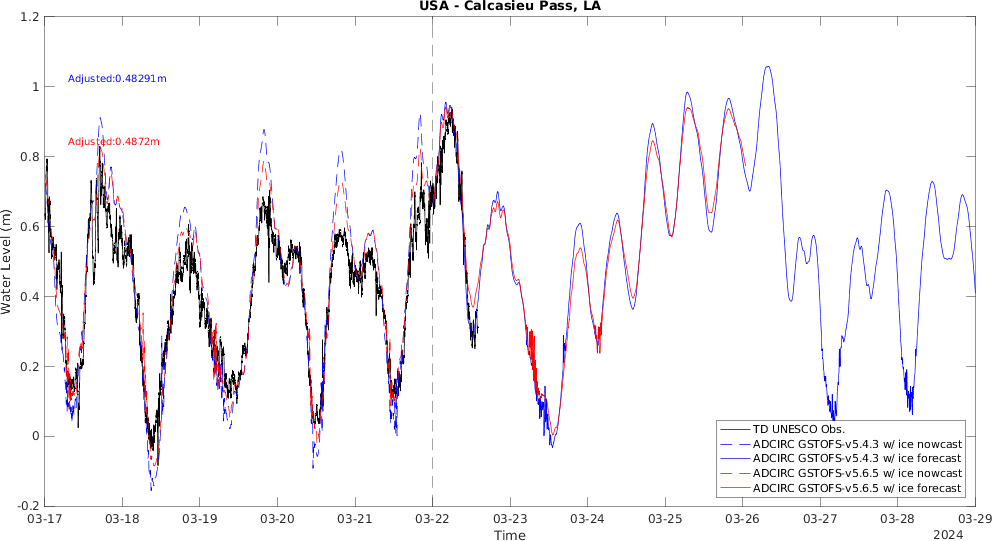 USA - Calcasieu Pass, LA
1.2
1
0.8
0.6
0.4
0.2
0
-0.2
Water Level (m)
Adjusted:0.48291m
Adjusted:0.4872m
TD UNESCO Obs.
ADCIRC GSTOFS-v5.4.3 w/ ice nowcast
ADCIRC GSTOFS-v5.4.3 w/ ice forecast
ADCIRC GSTOFS-v5.6.5 w/ ice nowcast
ADCIRC GSTOFS-v5.6.5 w/ ice forecast
03-17 03-18 03-19 03-20 03-21 03-22 03-23 03-24 03-25 03-26 03-27 03-28 03-29
Time
2024